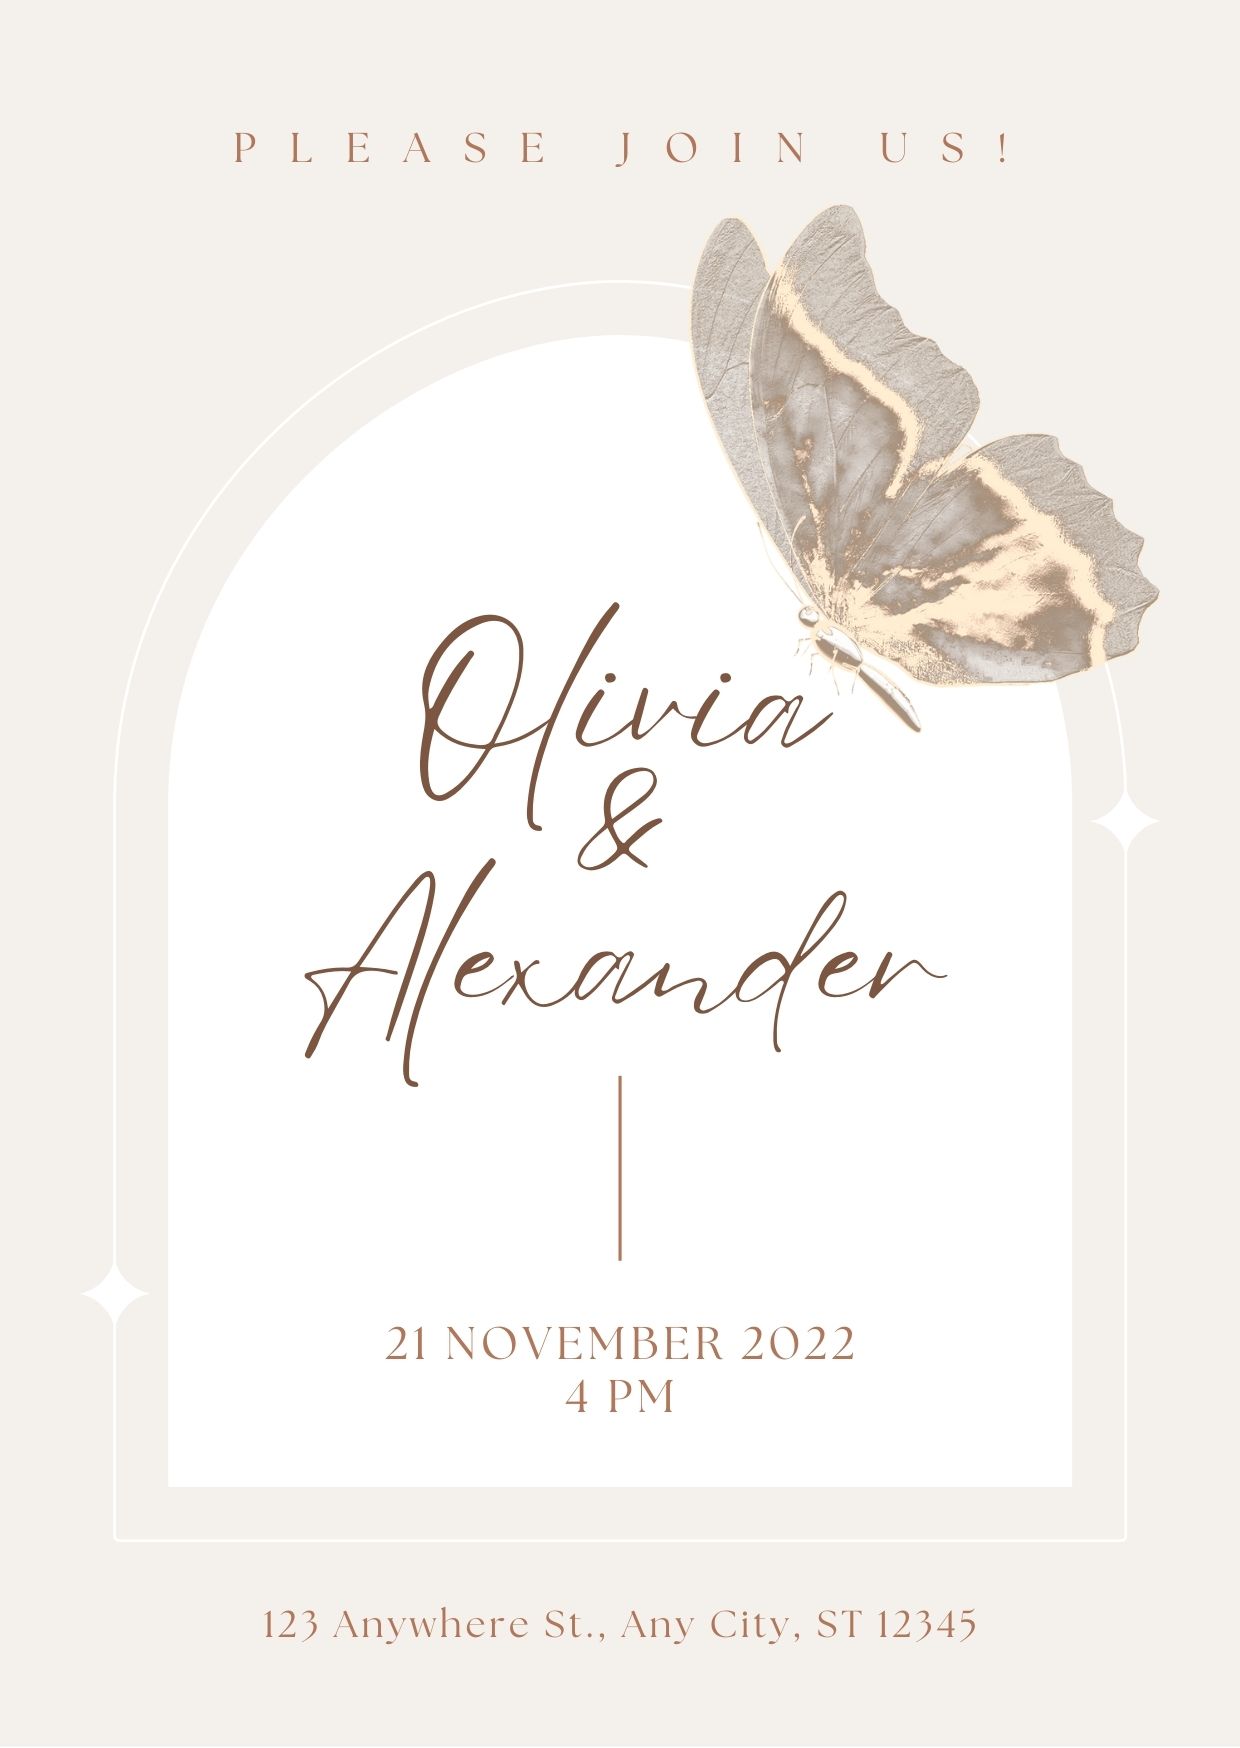 PLEASE JOIN US!
Olivia
&
Alexander
21 NOVEMBER 2022
4 PM
123 Anywhere St., Any City, ST 12345